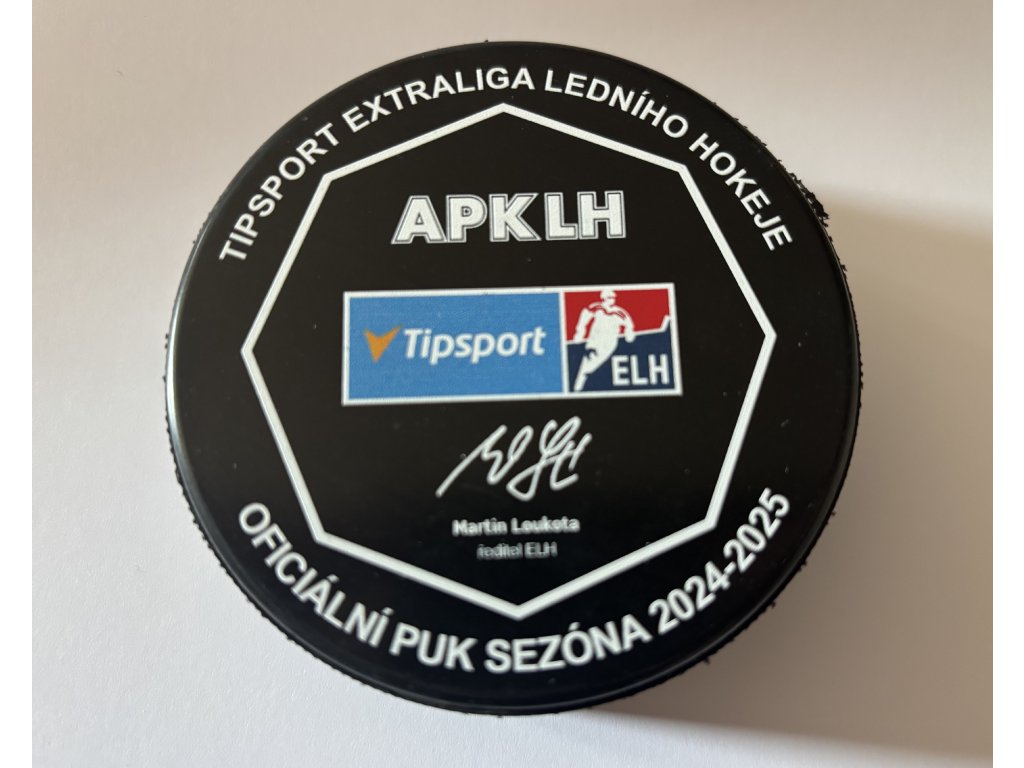 TIPSPORT EXTRALIGA LEDNÍHO HOKEJE
APKLH
Tipsport
ELH
Martin Loukota
ředitel ELH
OFICIÁLNÍ PUK SEZÓNA 2024-2025